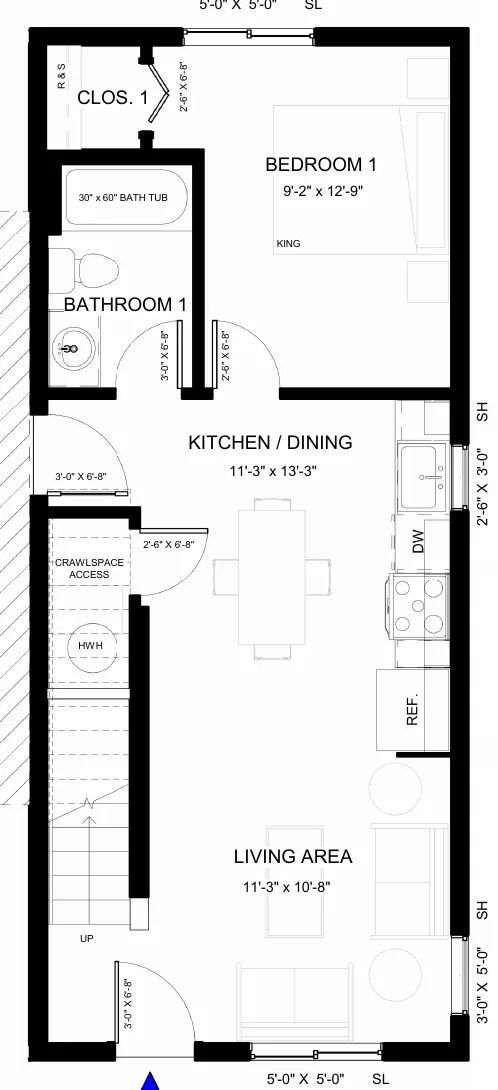 5'-0" X 5'-0" SL
R & S
CLOS. 1
2'-6" X 6'-8"
BEDROOM 1
9'-2" x 12'-9"
30" x 60" BATH TUB
KING
BATHROOM 1
3'-0" X 6'-8"
2'-6" X 6'-8"
KITCHEN / DINING
11'-3" x 13'-3"
SH
2'-6" X 3'-0"
3'-0" X 6'-8"
2'-6" X 6'-8"
DW
CRAWLSPACE
ACCESS
HWH
REF.
LIVING AREA
11'-3" x 10'-8"
SH
3'-0" X 5'-0"
UP
3'-0" X 6'-8"
5'-0" X 5'-0" SL